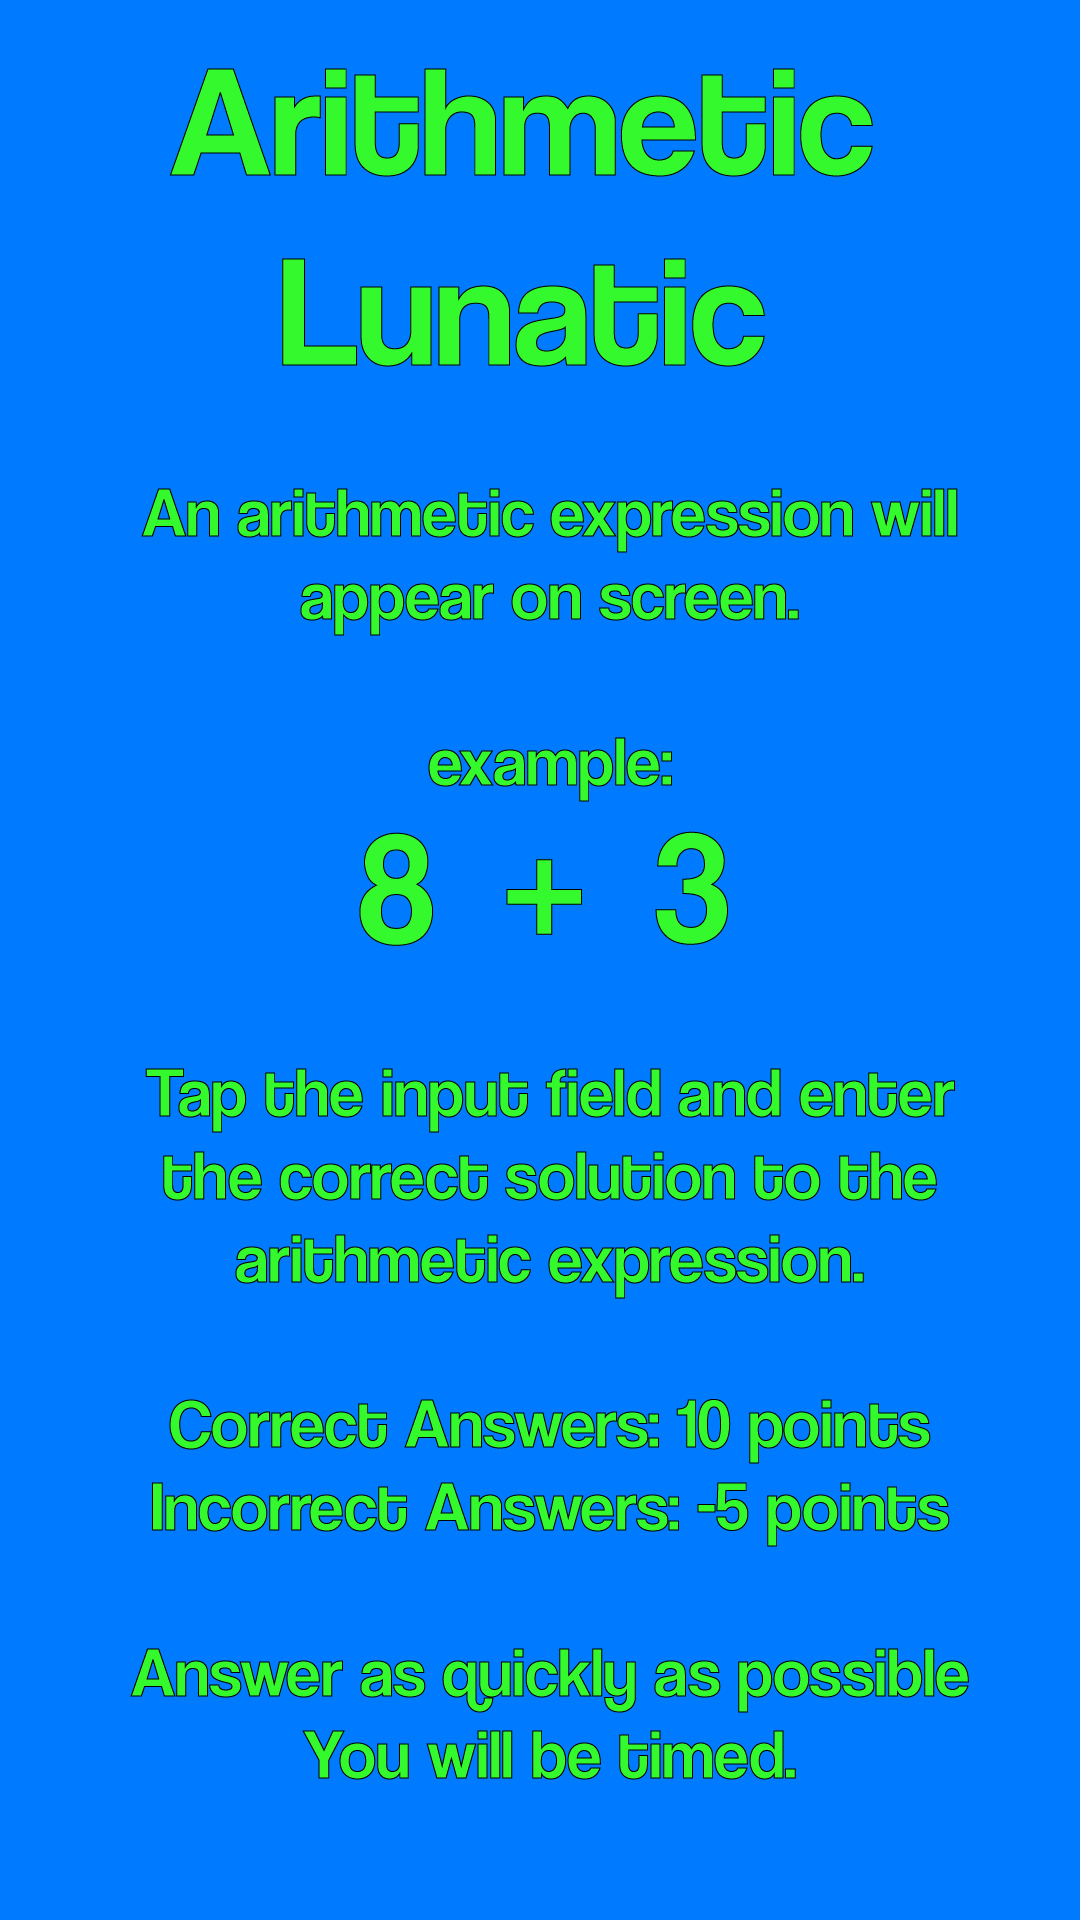 Arithmetic
Lunatic
An arithmetic expression will
appear on screen.
example:
8 + 3
Tap the input field and enter
the correct solution to the
arithmetic expression.
Correct Answers: 10 points
Incorrect Answers: -5 points
Answer as quickly as possible
You will be timed.